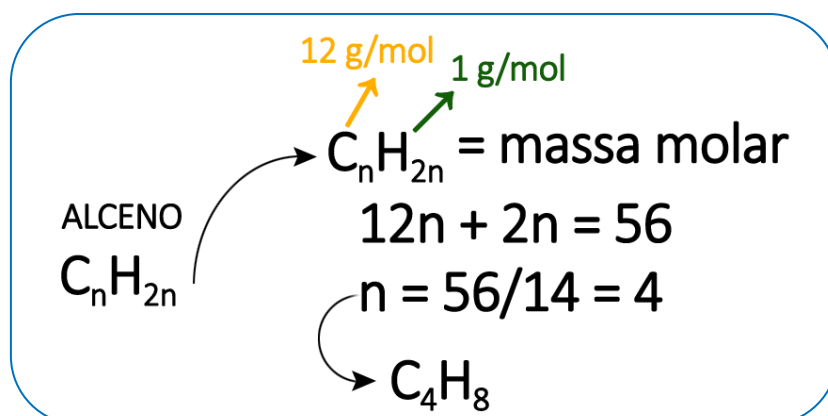 12 g/mol
1 g/mol
CₙH₂ₙ = massa molar
ALCENO
12n + 2n = 56
CₙH₂ₙ
n = 56/14 = 4
C₄H₈